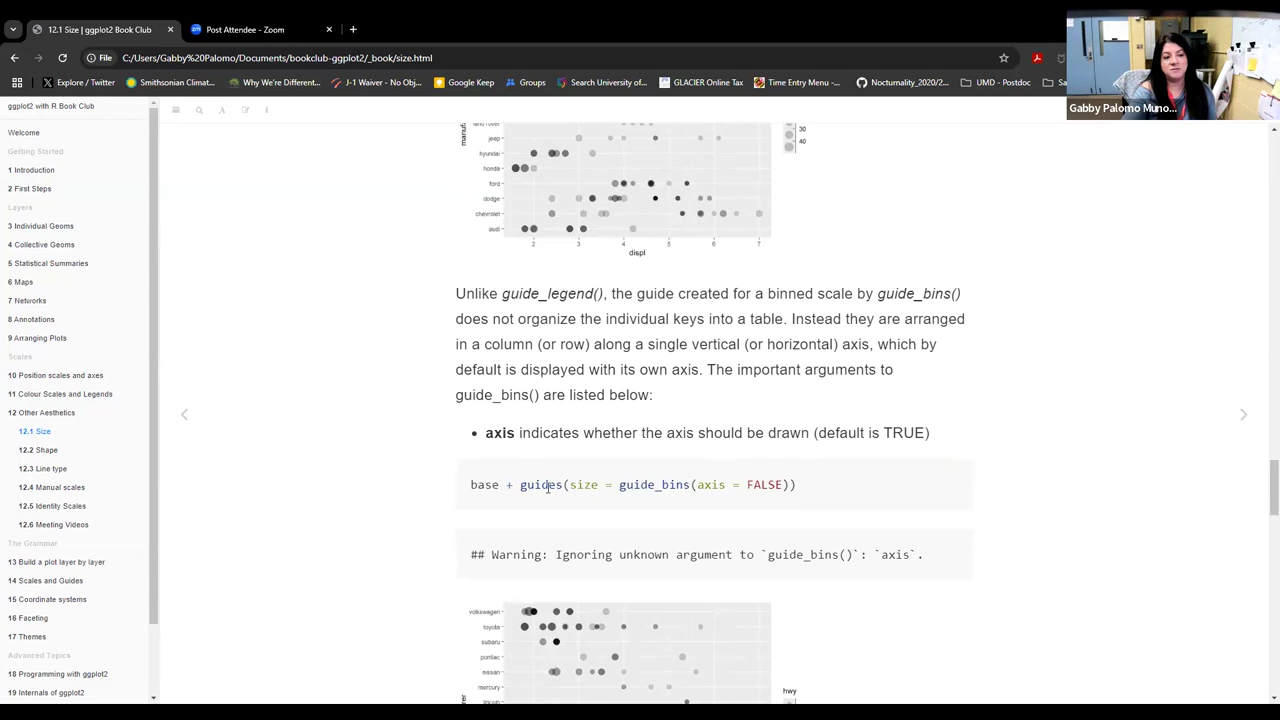 12.1 Size | ggplot2 Book Club
Post Attendee - Zoom
File
C:/Users/Gabby%20Palomo/Documents/bookclub-ggplot2/_book/size.html
Explore / Twitter
Smithsonian Climat...
Why We're Different...
J-1 Waiver - No Obj...
Google Keep
Groups
Search University of...
GLACIER Optional Tax
Time Entry Menu -...
Nocturnality_2020/2...
UMD - Postdoc
Gabby Palomo Muno...
ggplot2 with R Book Club
Welcome
Getting Started
1 Introduction
2 First Steps
Layers
3 Individual Geoms
4 Collective Geoms
5 Statistical Summaries
6 Maps
7 Networks
8 Annotations
9 Arranging Plots
Scales
10 Position scales and axes
11 Colour Scales and Legends
12 Other Aesthetics
12.1 Size
12.2 Shape
12.3 Line type
12.4 Manual scales
12.5 Identity Scales
12.6 Meeting Videos
The Grammar
13 Build a plot layer by layer
14 Scales and Guides
15 Coordinate systems
16 Faceting
17 Themes
Advanced Topics
18 Programming with ggplot2
19 Internals of ggplot2
30
40
jeep
hyundai
honda
ford
dodge
chevrolet
audi
2 3 4 5 6 7
displ
Unlike guide_legend(), the guide created for a binned scale by guide_bins()
does not organize the individual keys into a table. Instead they are arranged
in a column (or row) along a single vertical (or horizontal) axis, which by
default is displayed with its own axis. The important arguments to
guide_bins() are listed below:
• axis indicates whether the axis should be drawn (default is TRUE)
base + guides(size = guide_bins(axis = FALSE))
## Warning: Ignoring unknown argument to `guide_bins()`: `axis`.
volkswagen
toyota
subaru
pontiac
nissan
mercury
hwy